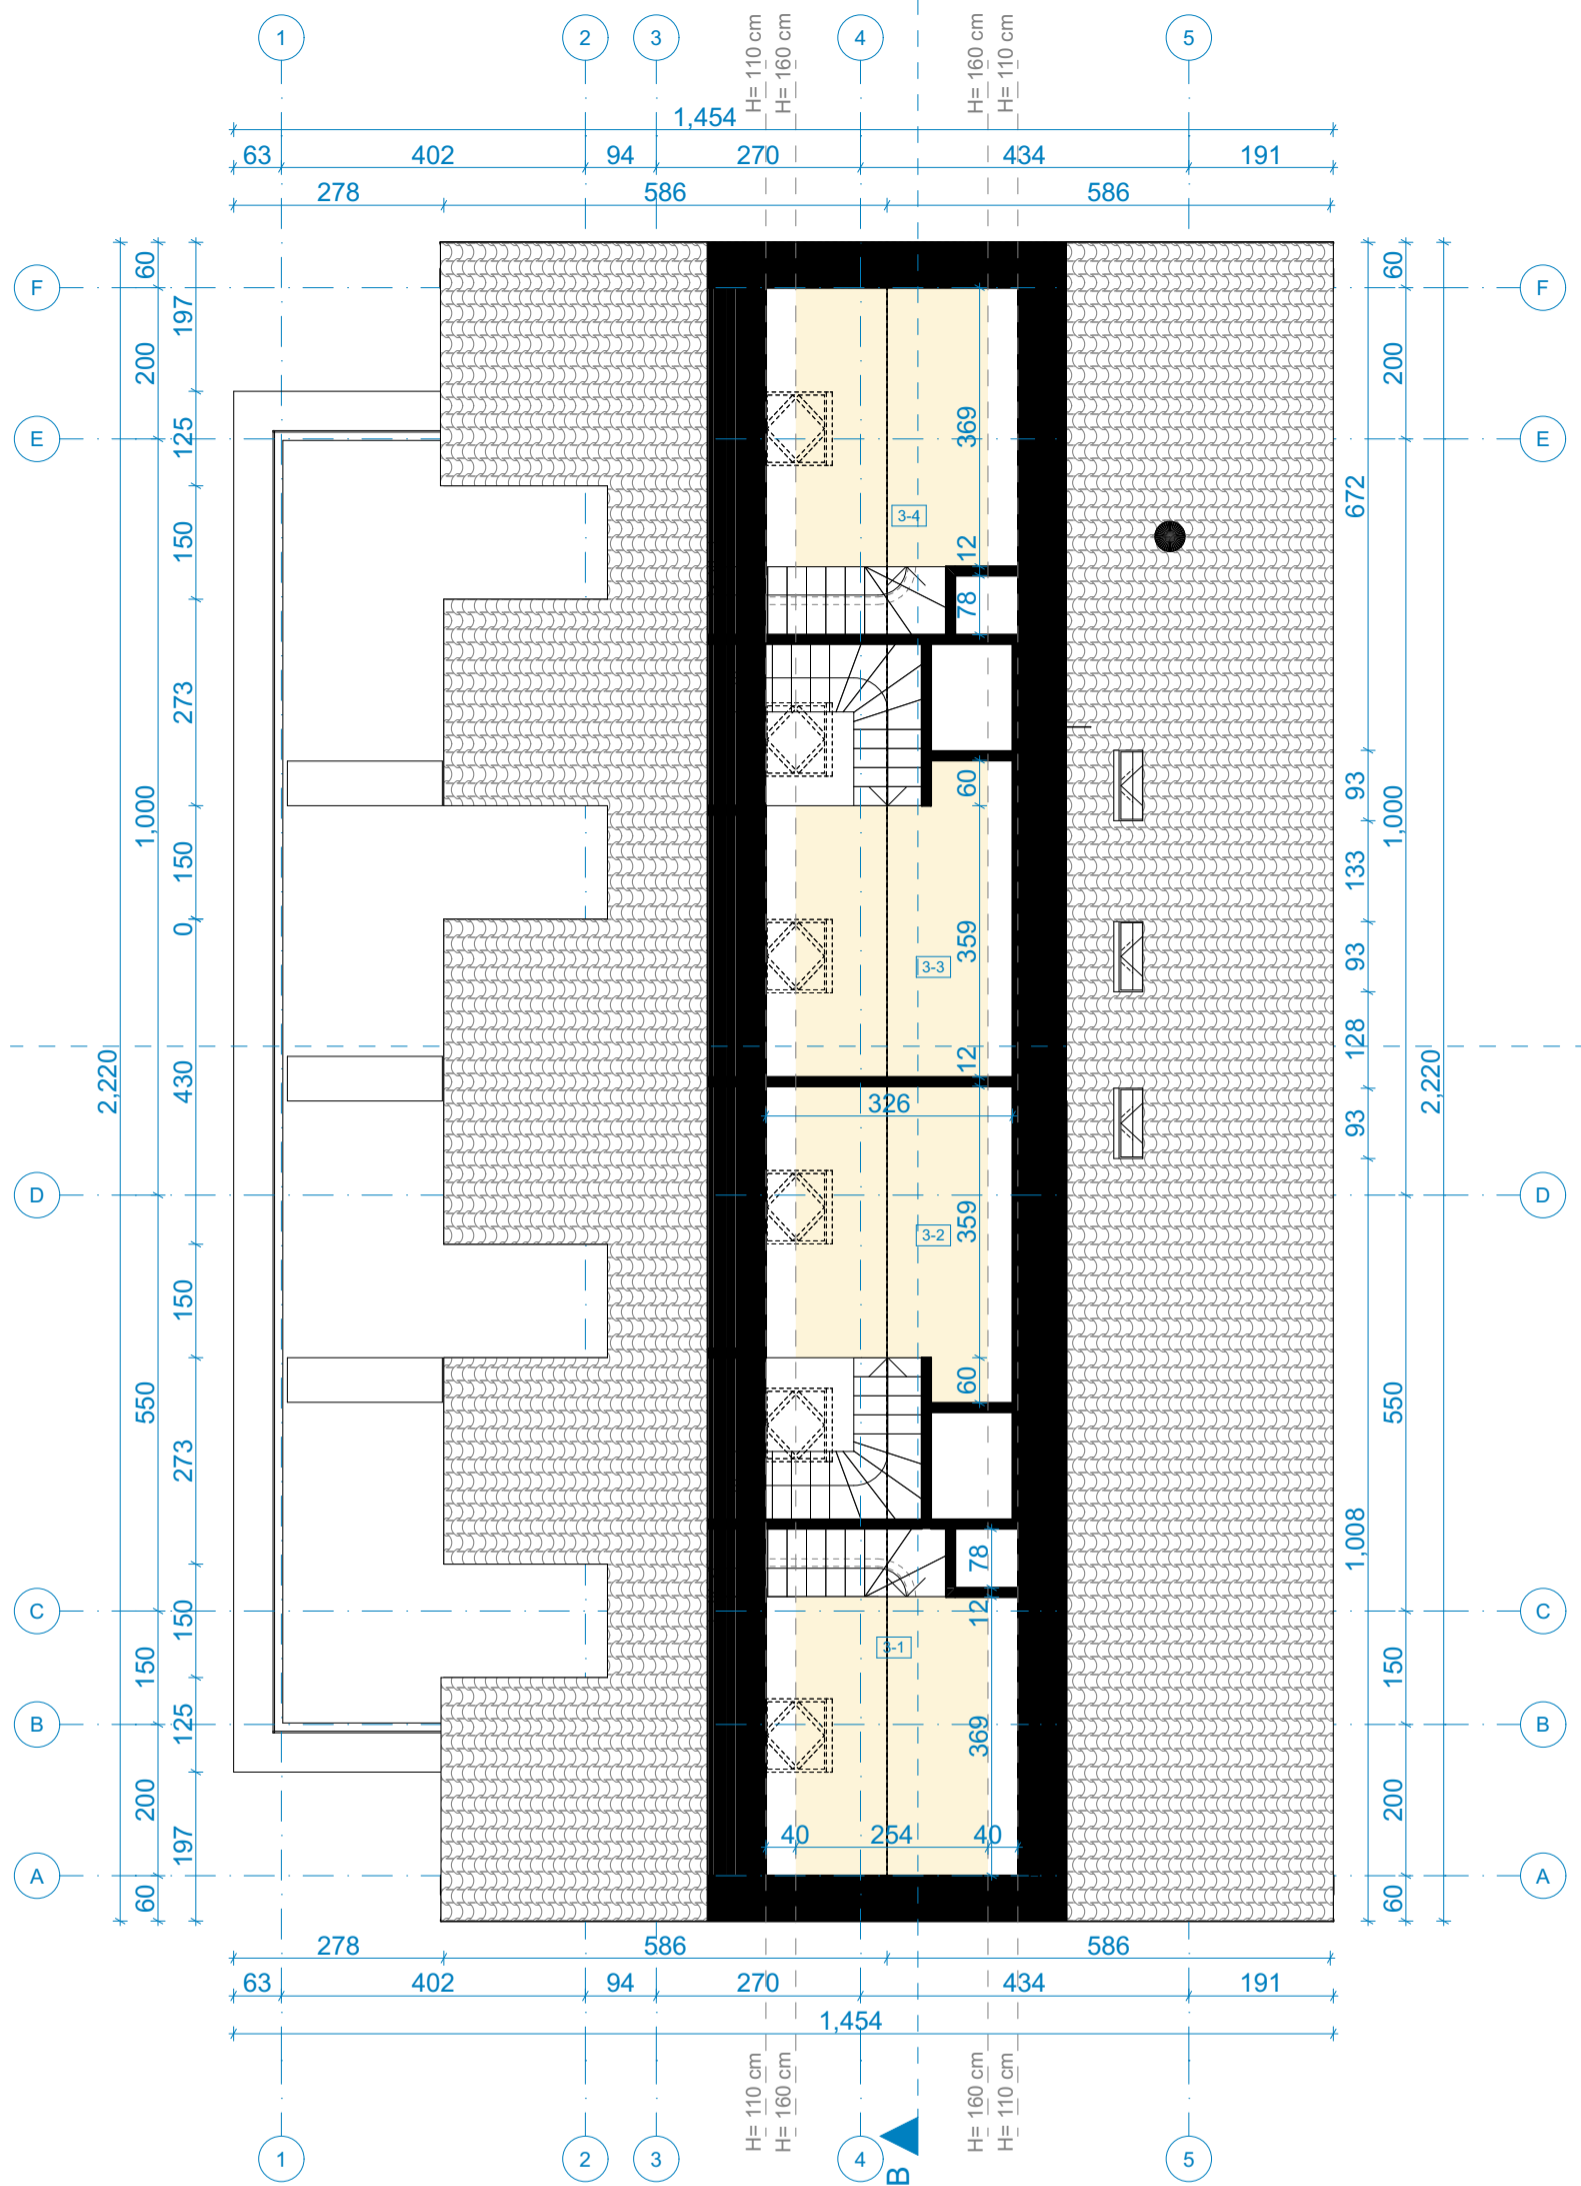 1 2 3 4 5
H= 110 cm
H= 160 cm
H= 160 cm
H= 110 cm
1,454
63 402 94 270 434 191
278 586 586
F
E
D
C
B
A
2,220
60 200 1,000 550 150 200 60
197 125 150 273 150 0 430 150 273 150 125 197
369
3-4
12
78
60
359
3-3
12
326
359
3-2
60
78
12
3-1
369
40 254 40
672 93 133 93 128 93 1,008
60 200 1,000 550 150 200 60
2,220
F
E
D
C
B
A
278 586 586
63 402 94 270 434 191
1,454
H= 110 cm
H= 160 cm
H= 160 cm
H= 110 cm
1 2 3 4 5
B